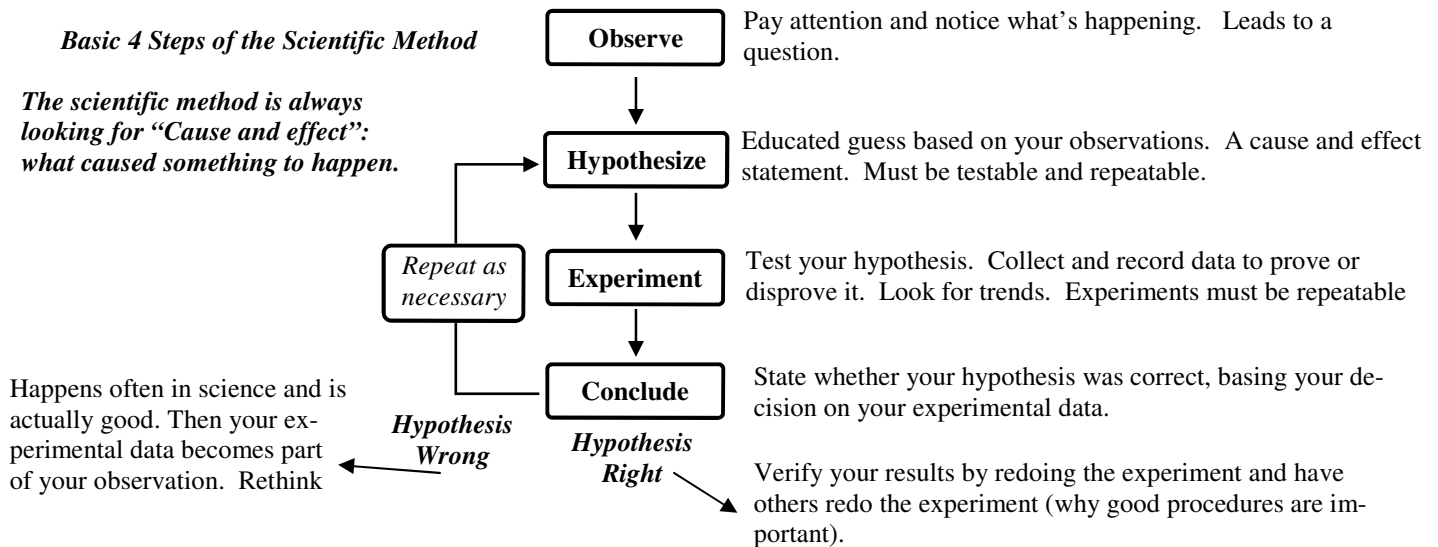 Basic 4 Steps of the Scientific Method
The scientific method is always
looking for “Cause and effect”:
what caused something to happen.
Observe
Pay attention and notice what’s happening.   Leads to a
question.
Hypothesize
Educated guess based on your observations.  A cause and effect
statement.  Must be testable and repeatable.
Repeat as
necessary
Experiment
Test your hypothesis.  Collect and record data to prove or
disprove it.  Look for trends.  Experiments must be repeatable
Conclude
State whether your hypothesis was correct, basing your de-
cision on your experimental data.
Happens often in science and is
actually good. Then your ex-
perimental data becomes part
of your observation.  Rethink
Hypothesis
Wrong
Hypothesis
Right
Verify your results by redoing the experiment and have
others redo the experiment (why good procedures are im-
portant).